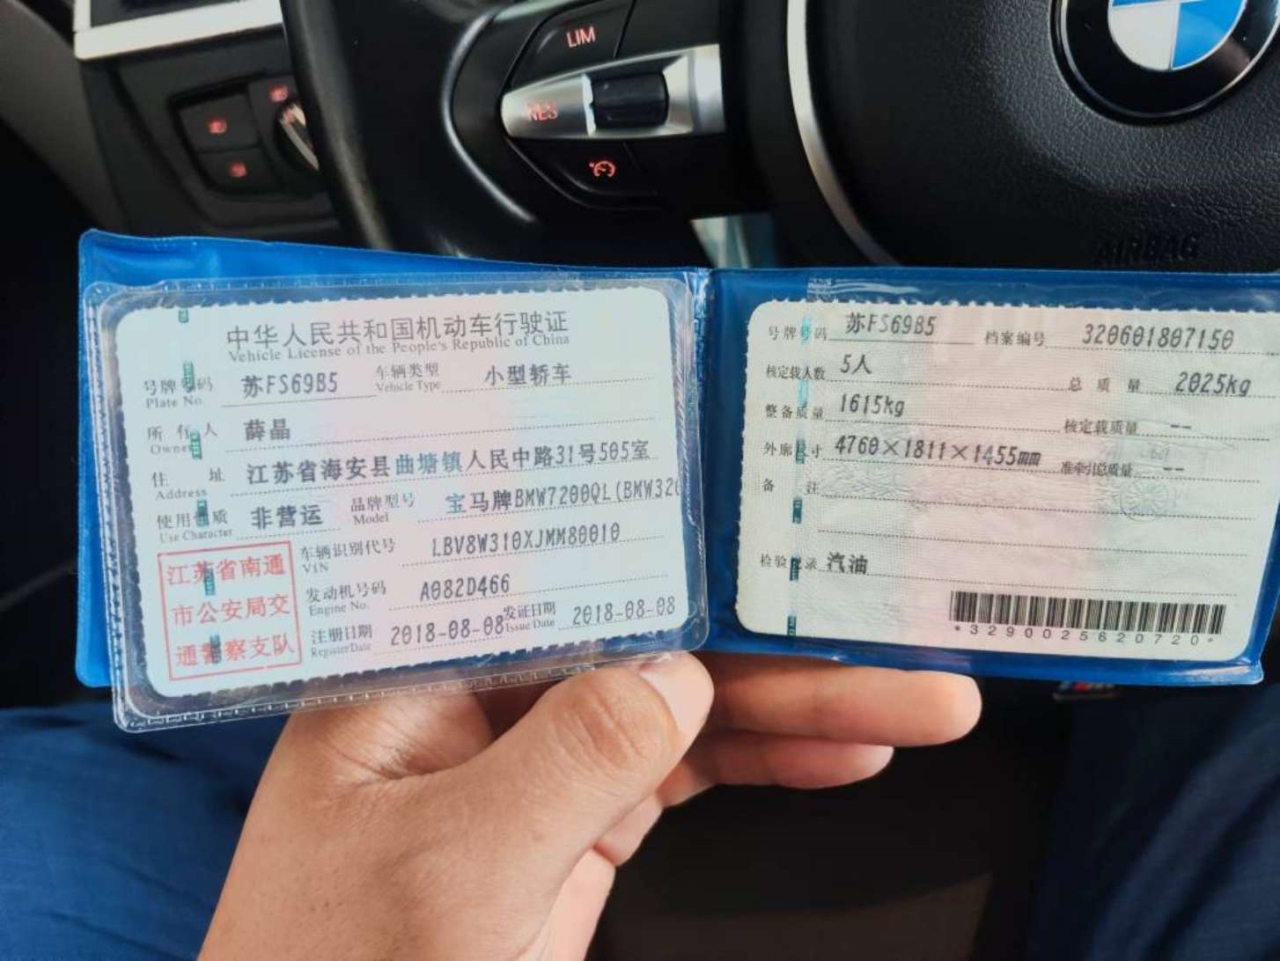 LIM
RES
AIRBAG
中华人民共和国机动车行驶证
Vehicle License of the People's Republic of China
号牌号码 苏FS69B5 车辆类型 小型轿车
Plate No. Vehicle Type
所有人 薛晶
Owner
住址 江苏省海安县曲塘镇人民中路31号505室
Address
使用性质 非营运 品牌型号 宝马牌BMW7200QL(BMW320
Use Character Model
江苏省南通
市公安局交
通警察支队
车辆识别代号 LBV8W310XJMM80010
VIN
发动机号码 A082D466
Engine No.
注册日期 2018-08-08 发证日期 2018-08-08
Register Date Issue Date
号牌号码 苏FS69B5 档案编号 320601807150
核定载人数 5人 总质量 2025kg
整备质量 1615kg 核定载质量 --
外廓尺寸 4760×1811×1455mm 准牵引总质量 --
备注
检验记录 汽油
*3290025620720*